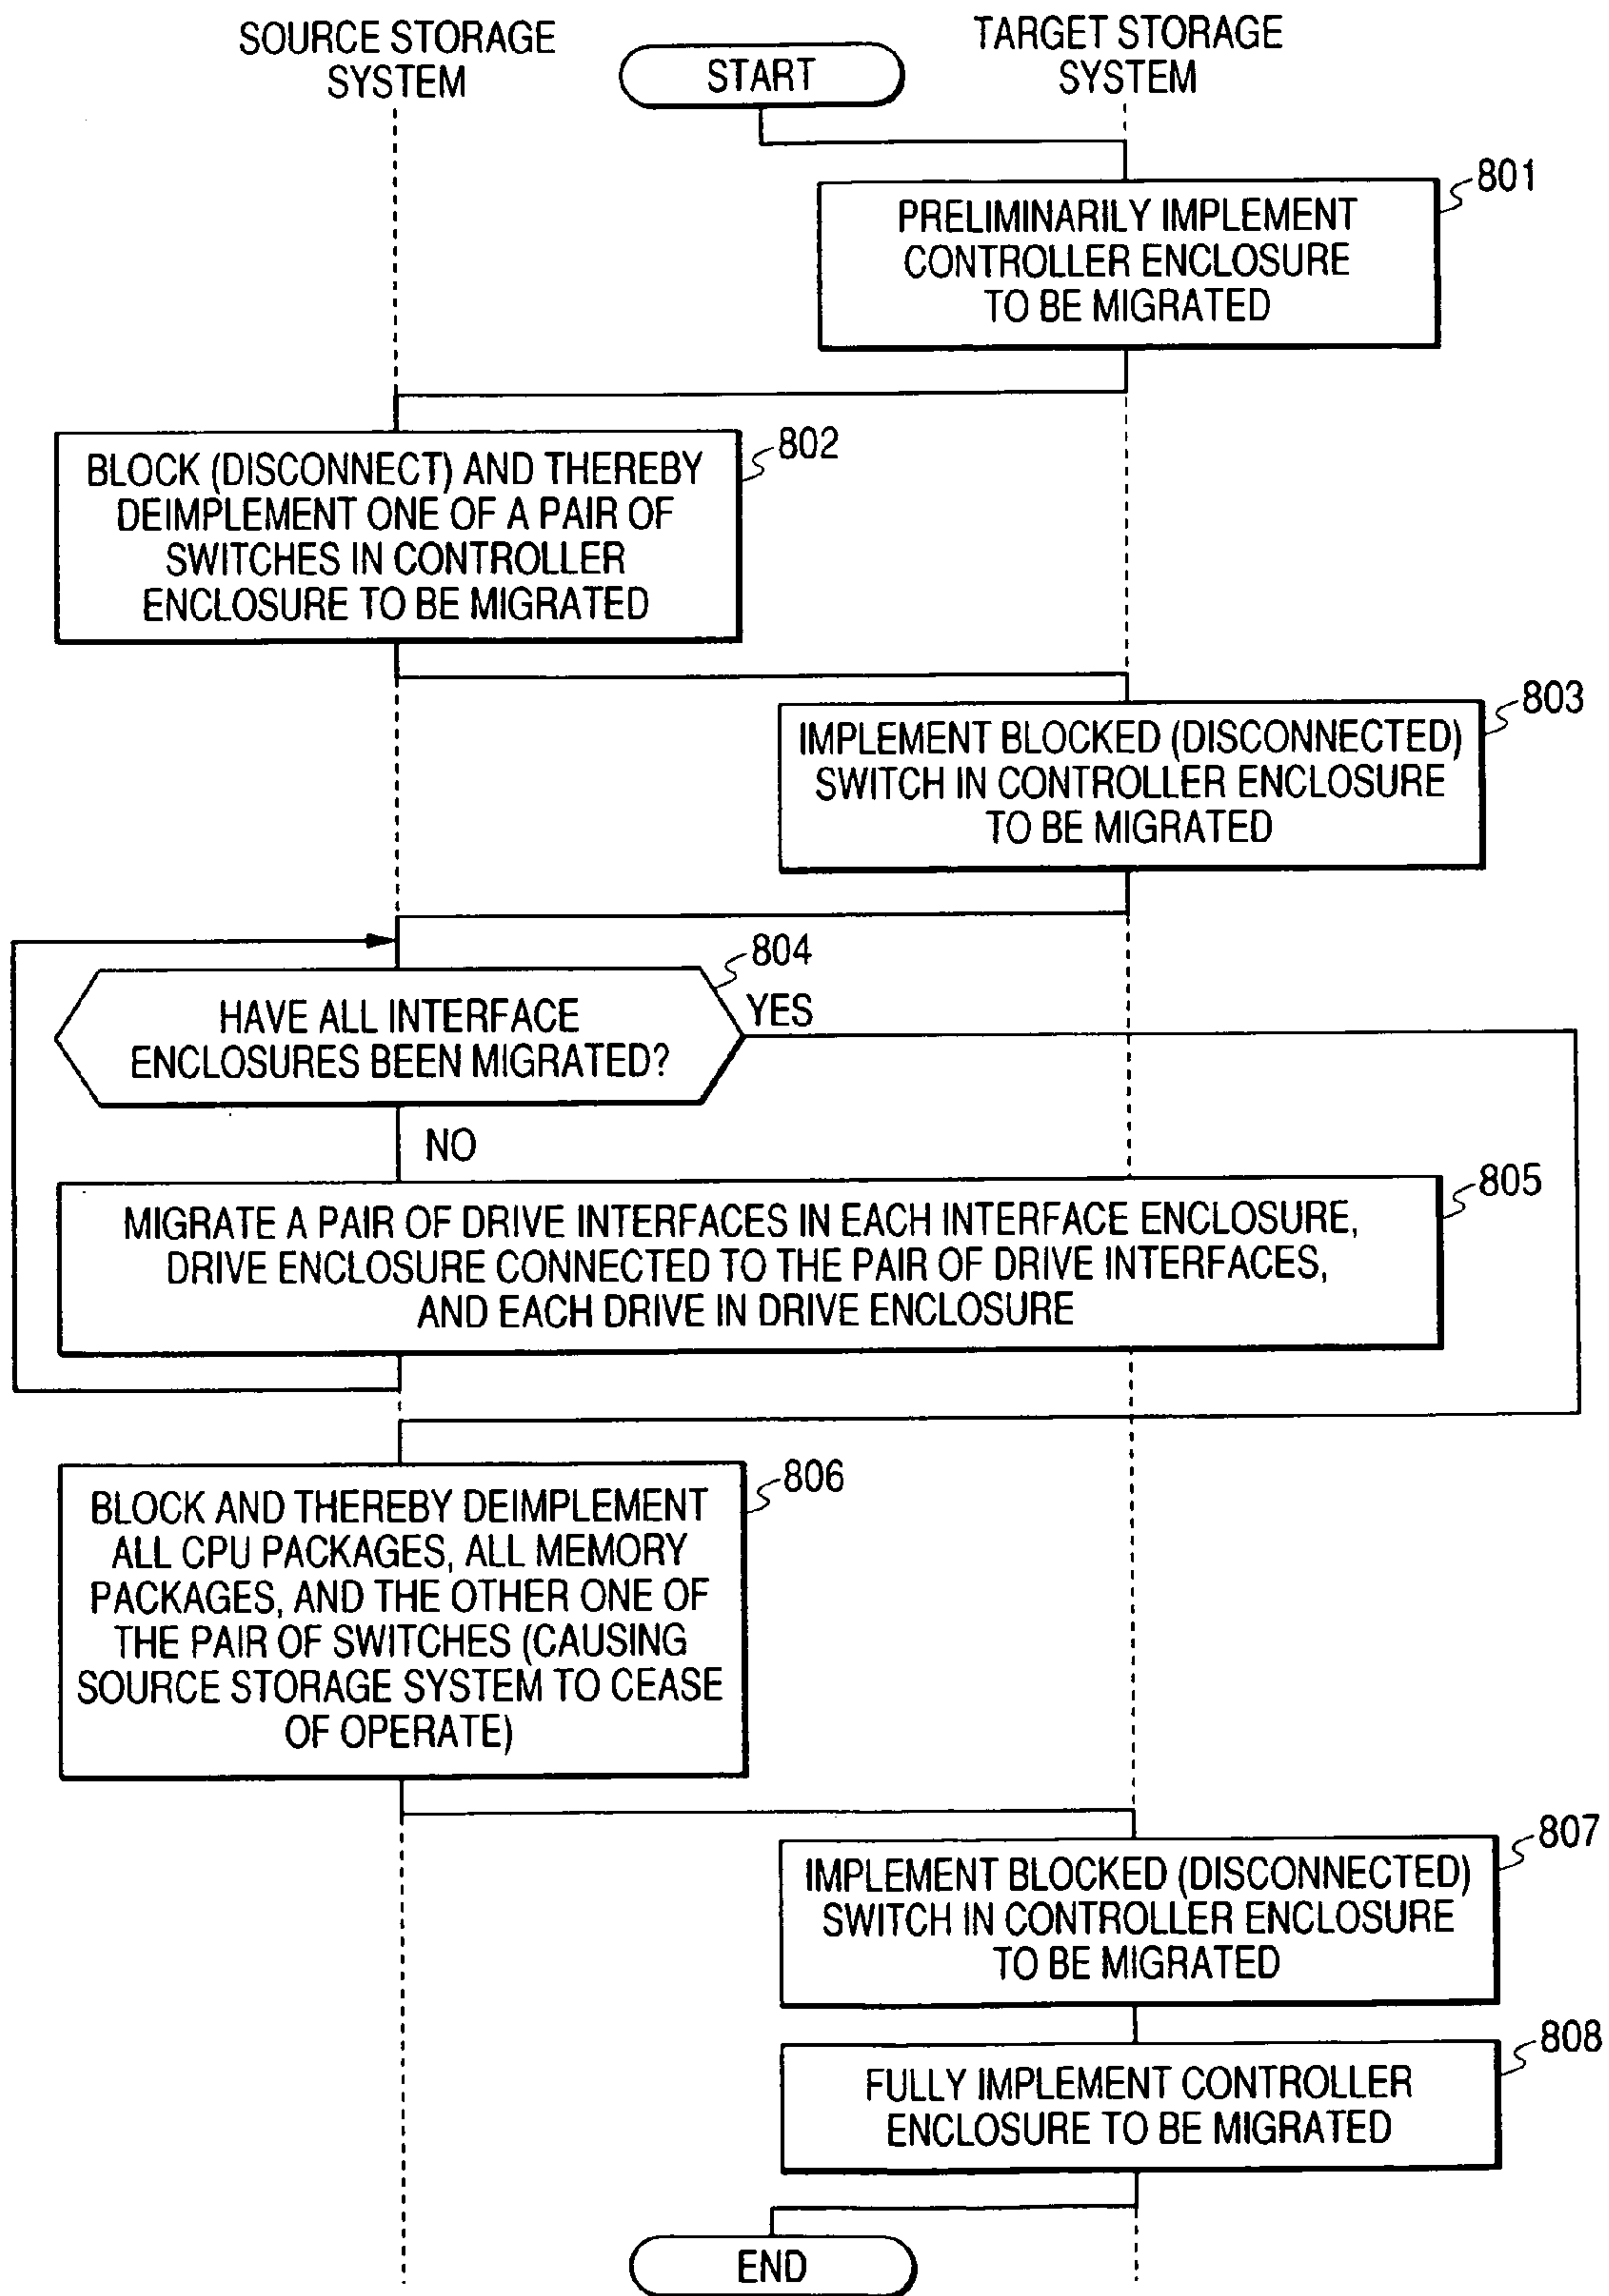 SOURCE STORAGE
SYSTEM
START
TARGET STORAGE
SYSTEM
801
PRELIMINARILY IMPLEMENT
CONTROLLER ENCLOSURE
TO BE MIGRATED
802
BLOCK (DISCONNECT) AND THEREBY
DEIMPLEMENT ONE OF A PAIR OF
SWITCHES IN CONTROLLER
ENCLOSURE TO BE MIGRATED
803
IMPLEMENT BLOCKED (DISCONNECTED)
SWITCH IN CONTROLLER ENCLOSURE
TO BE MIGRATED
804
HAVE ALL INTERFACE
ENCLOSURES BEEN MIGRATED?
YES
NO
805
MIGRATE A PAIR OF DRIVE INTERFACES IN EACH INTERFACE ENCLOSURE,
DRIVE ENCLOSURE CONNECTED TO THE PAIR OF DRIVE INTERFACES,
AND EACH DRIVE IN DRIVE ENCLOSURE
806
BLOCK AND THEREBY DEIMPLEMENT
ALL CPU PACKAGES, ALL MEMORY
PACKAGES, AND THE OTHER ONE OF
THE PAIR OF SWITCHES (CAUSING
SOURCE STORAGE SYSTEM TO CEASE
OF OPERATE)
807
IMPLEMENT BLOCKED (DISCONNECTED)
SWITCH IN CONTROLLER ENCLOSURE
TO BE MIGRATED
808
FULLY IMPLEMENT CONTROLLER
ENCLOSURE TO BE MIGRATED
END